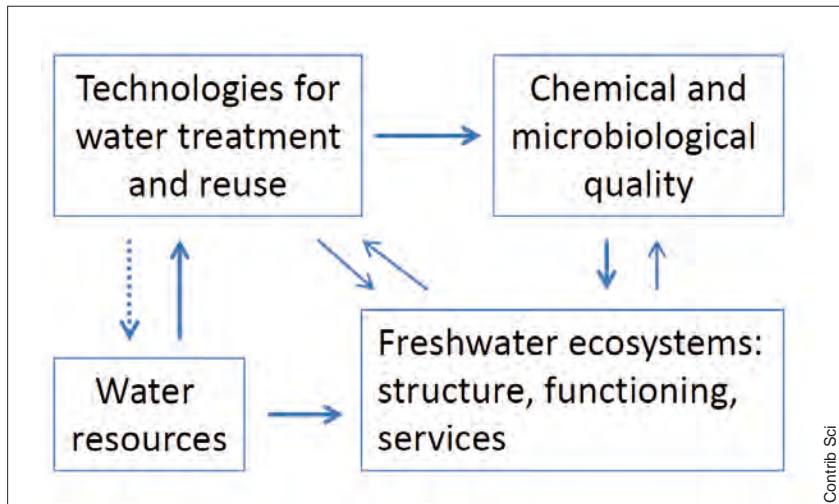 Technologies for
water treatment
and reuse
Chemical and
microbiological
quality
Water
resources
Freshwater ecosystems:
structure, functioning,
services
Contrib Sci